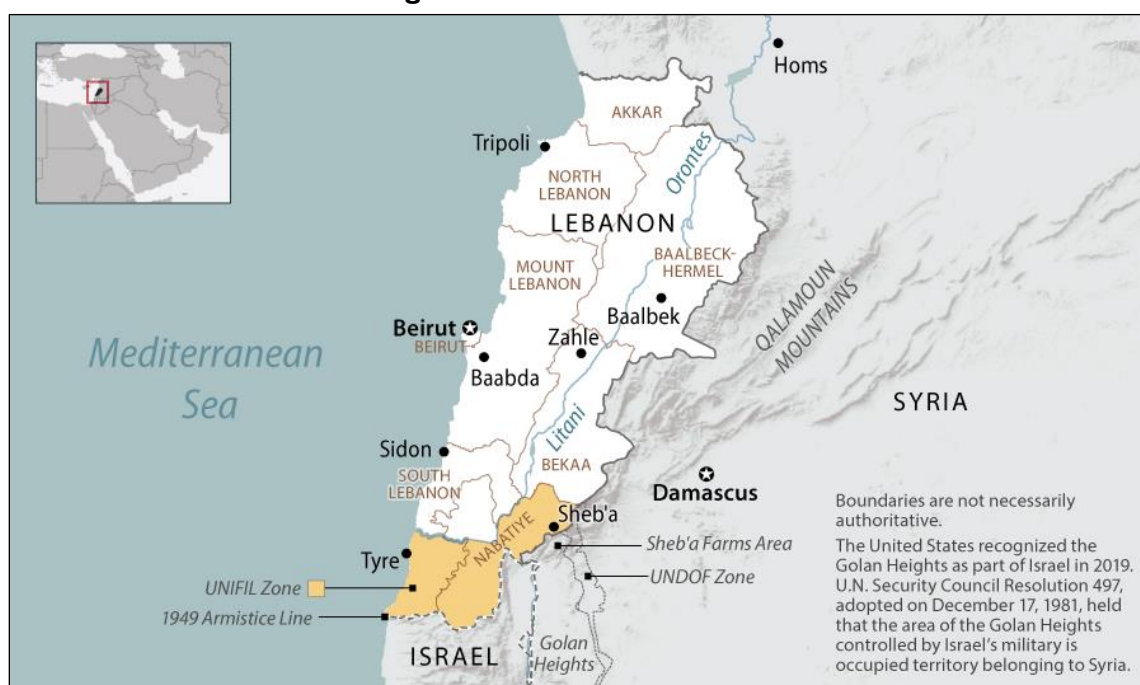 Homs
AKKAR
Tripoli
Orontes
NORTH
LEBANON
LEBANON
MOUNT
LEBANON
BAALBECK-
HERMEL
QALAMOUN
MOUNTAINS
Baalbek
Beirut
BEIRUT
Zahle
Baabda
Mediterranean
Sea
SYRIA
Litani
Sidon
BEKAA
SOUTH
LEBANON
Damascus
Sheb'a
NABATIYE
Tyre
Sheb'a Farms Area
UNIFIL Zone
UNDOF Zone
1949 Armistice Line
ISRAEL
Golan
Heights
Boundaries are not necessarily
authoritative.
The United States recognized the
Golan Heights as part of Israel in 2019.
U.N. Security Council Resolution 497,
adopted on December 17, 1981, held
that the area of the Golan Heights
controlled by Israel's military is
occupied territory belonging to Syria.